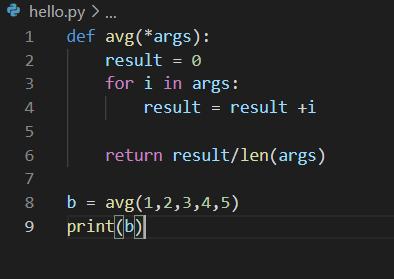 hello.py > ...
1 def avg(*args):
2     result = 0
3     for i in args:
4         result = result +i
5
6     return result/len(args)
7
8 b = avg(1,2,3,4,5)
9 print(b)